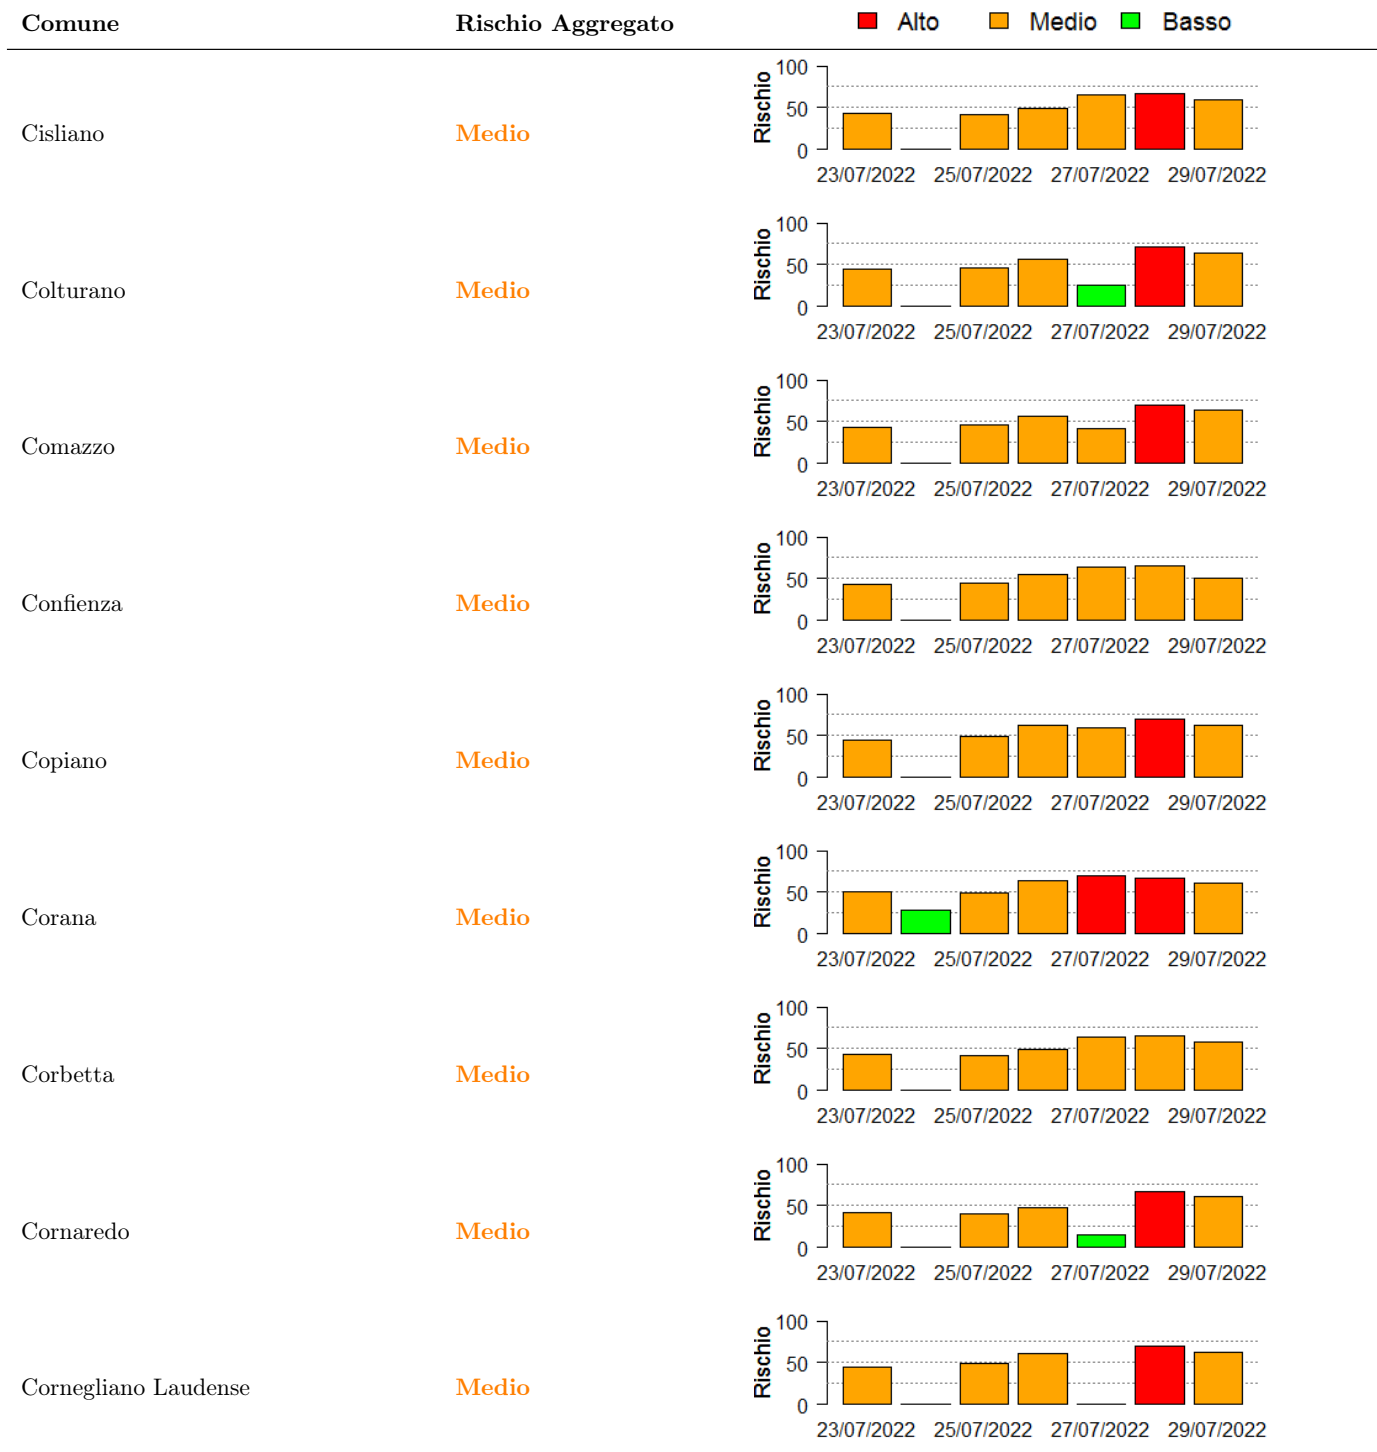 Comune Rischio Aggregato Alto Medio Basso
Cisliano Medio Rischio 100 50 0
23/07/2022 25/07/2022 27/07/2022 29/07/2022
Colturano Medio Rischio 100 50 0
23/07/2022 25/07/2022 27/07/2022 29/07/2022
Comazzo Medio Rischio 100 50 0
23/07/2022 25/07/2022 27/07/2022 29/07/2022
Confienza Medio Rischio 100 50 0
23/07/2022 25/07/2022 27/07/2022 29/07/2022
Copiano Medio Rischio 100 50 0
23/07/2022 25/07/2022 27/07/2022 29/07/2022
Corana Medio Rischio 100 50 0
23/07/2022 25/07/2022 27/07/2022 29/07/2022
Corbetta Medio Rischio 100 50 0
23/07/2022 25/07/2022 27/07/2022 29/07/2022
Cornaredo Medio Rischio 100 50 0
23/07/2022 25/07/2022 27/07/2022 29/07/2022
Cornegliano Laudense Medio Rischio 100 50 0
23/07/2022 25/07/2022 27/07/2022 29/07/2022